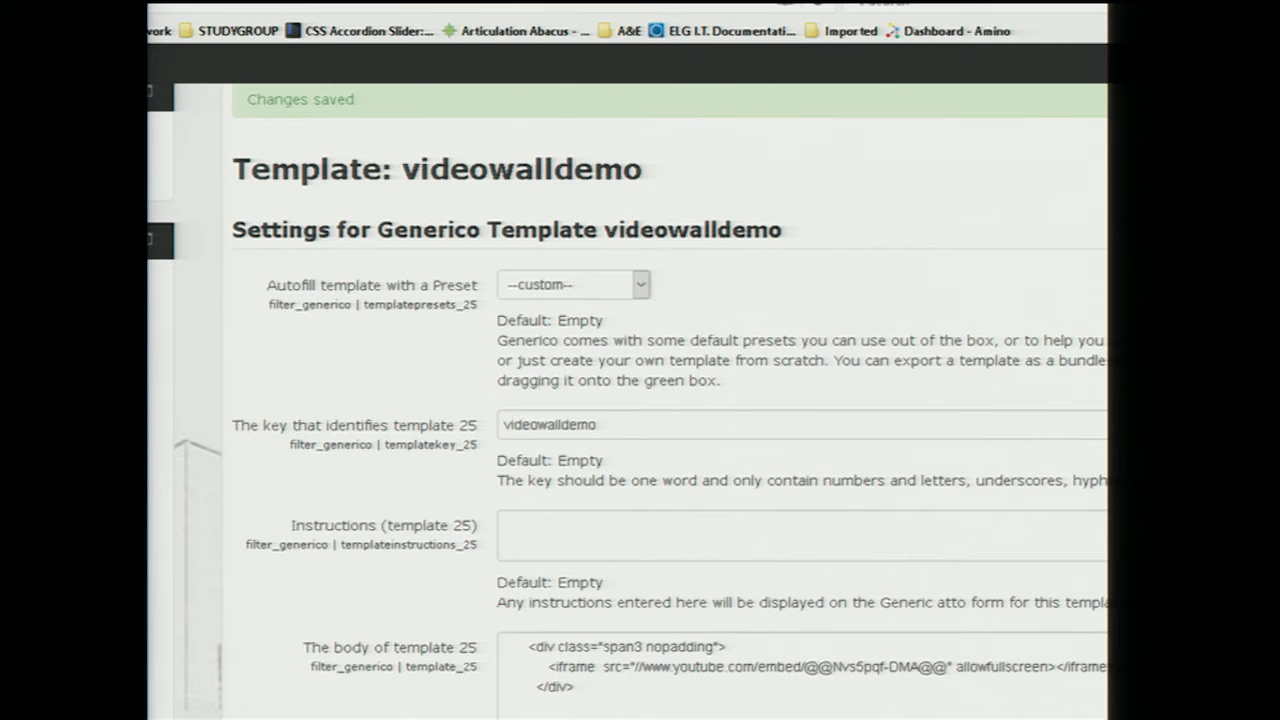 work STUDYGROUP CSS Accordion Slider:... Articulation Abacus - ... A&E ELG I.T. Documentati... Imported Dashboard - Amino
Changes saved
Template: videowalldemo
Settings for Generico Template videowalldemo
Autofill template with a Preset --custom--
filter_generico | templatepresets_25
Default: Empty
Generico comes with some default presets you can use out of the box, or to help you
or just create your own template from scratch. You can export a template as a bundle
dragging it onto the green box.
The key that identifies template 25 videowalldemo
filter_generico | templatekey_25
Default: Empty
The key should be one word and only contain numbers and letters, underscores, hyph
Instructions (template 25)
filter_generico | templateinstructions_25
Default: Empty
Any instructions entered here will be displayed on the Generic atto form for this templa
The body of template 25 <div class="span3 nopadding">
filter_generico | template_25 <iframe src="//www.youtube.com/embed/@@Nvs5pqf-DMA@@" allowfullscreen></iframe
</div>